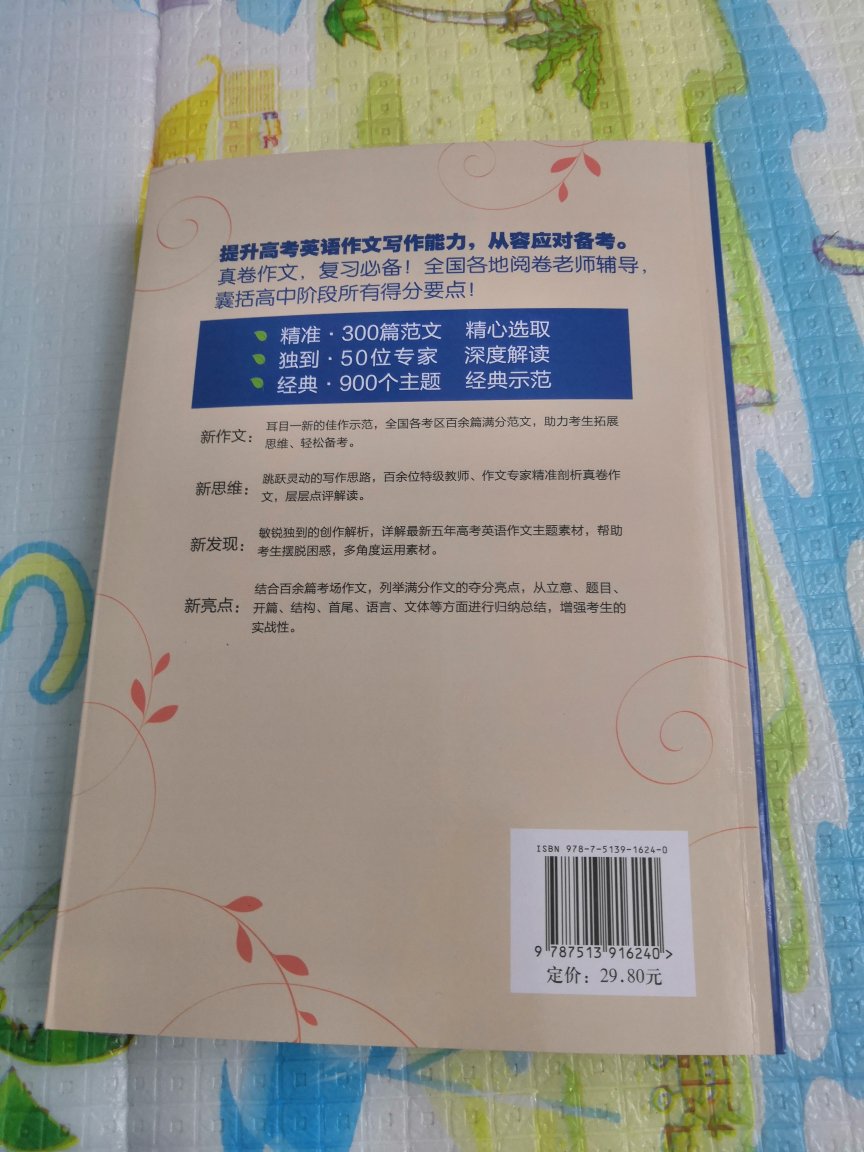 提升高考英语作文写作能力，从容应对备考。
真卷作文，复习必备！全国各地阅卷老师辅导，
囊括高中阶段所有得分要点！
精准·300篇范文 精心选取
独到·50位专家 深度解读
经典·900个主题 经典示范
新作文：耳目一新的佳作示范，全国各考区百余篇满分范文，助力考生拓展
思维、轻松备考。
新思维：跳跃灵动的写作思路，百余位特级教师、作文专家精准剖析真卷作
文，层层点评解读。
新发现：敏锐独到的创作解析，详解最新五年高考英语作文主题素材，帮助
考生摆脱困惑，多角度运用素材。
新亮点：结合百余篇考场作文，列举满分作文的夺分亮点，从立意、题目、
开篇、结构、首尾、语言、文体等方面进行归纳总结，增强考生的
实战性。
ISBN 978-7-5139-1624-0
9 787513 916240>
定价：29.80元